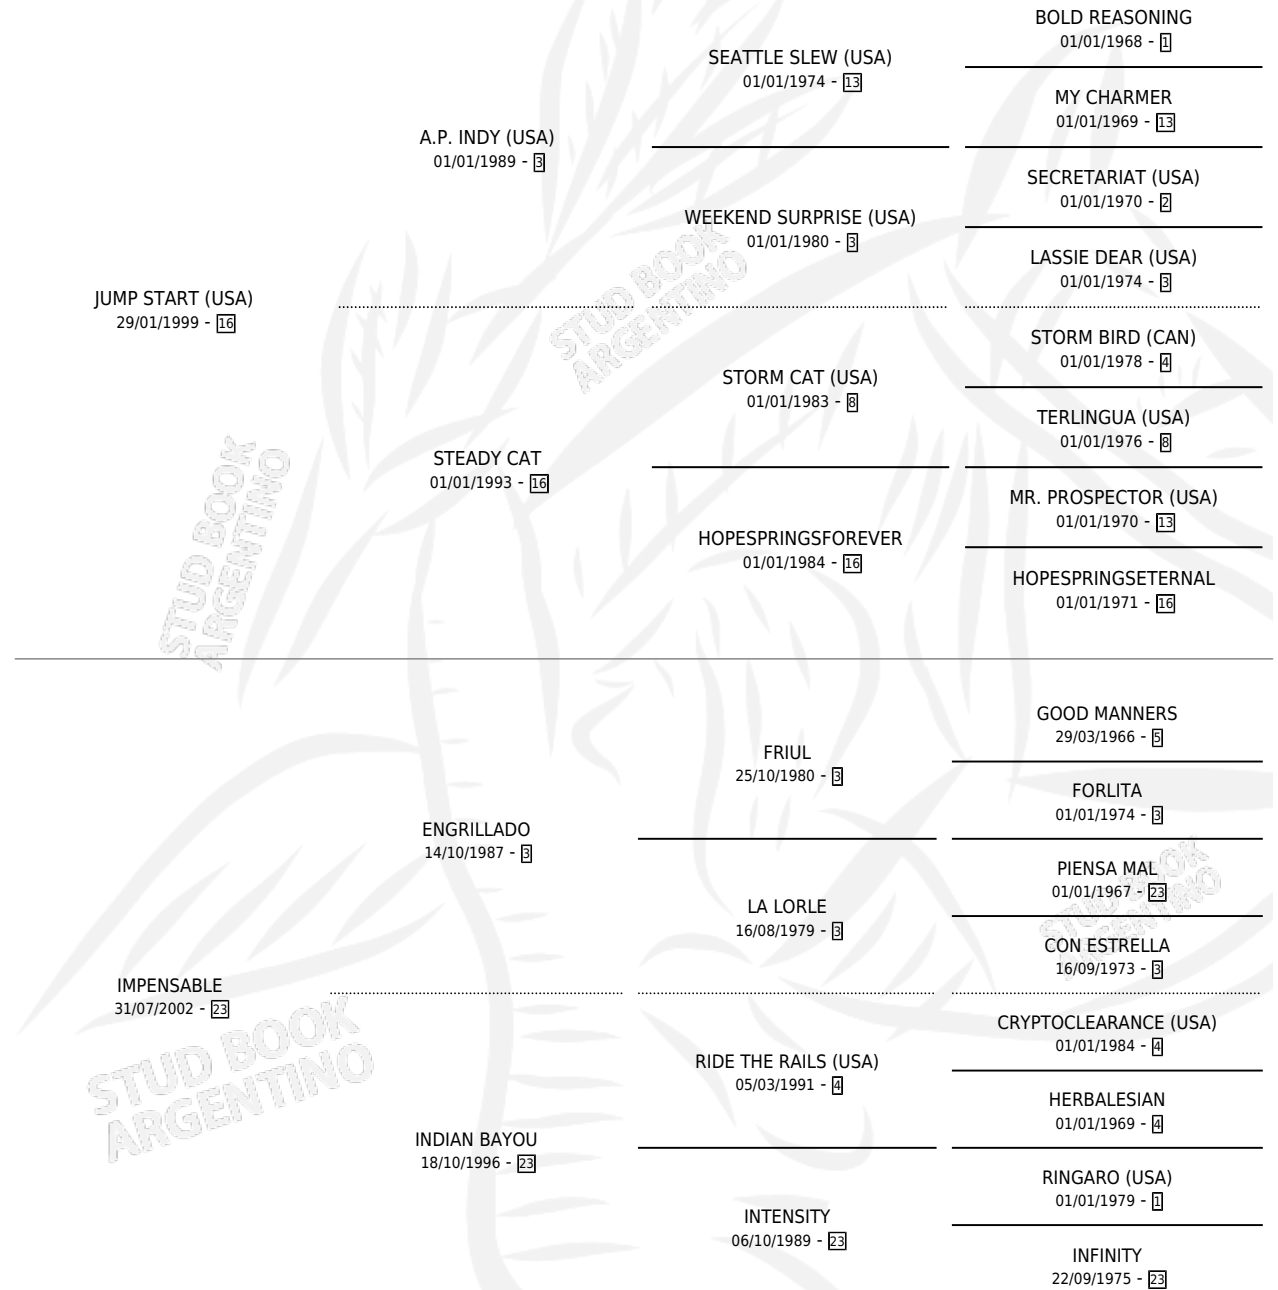 BOLD REASONING
01/01/1968 - 1
SEATTLE SLEW (USA)
01/01/1974 - 13
MY CHARMER
01/01/1969 - 13
A.P. INDY (USA)
01/01/1989 - 3
SECRETARIAT (USA)
01/01/1970 - 2
WEEKEND SURPRISE (USA)
01/01/1980 - 3
LASSIE DEAR (USA)
01/01/1974 - 3
JUMP START (USA)
29/01/1999 - 16
STORM BIRD (CAN)
01/01/1978 - 4
STORM CAT (USA)
01/01/1983 - 8
TERLINGUA (USA)
01/01/1976 - 8
STEADY CAT
01/01/1993 - 16
MR. PROSPECTOR (USA)
01/01/1970 - 13
HOPESPRINGSFOREVER
01/01/1984 - 16
HOPESPRINGSETERNAL
01/01/1971 - 16
GOOD MANNERS
29/03/1966 - 5
FRIUL
25/10/1980 - 3
FORLITA
01/01/1974 - 3
ENGRILLADO
14/10/1987 - 3
PIENSA MAL
01/01/1967 - 23
LA LORLE
16/08/1979 - 3
CON ESTRELLA
16/09/1973 - 3
IMPENSABLE
31/07/2002 - 23
CRYPTOCLEARANCE (USA)
01/01/1984 - 4
RIDE THE RAILS (USA)
05/03/1991 - 4
HERBALESIAN
01/01/1969 - 4
INDIAN BAYOU
18/10/1996 - 23
RINGARO (USA)
01/01/1979 - 1
INTENSITY
06/10/1989 - 23
INFINITY
22/09/1975 - 23
STUD BOOK
ARGENTINO
STUD BOOK
ARGENTINO
STUD BOOK
ARGENTINO
STUD BOOK
ARGENTINO